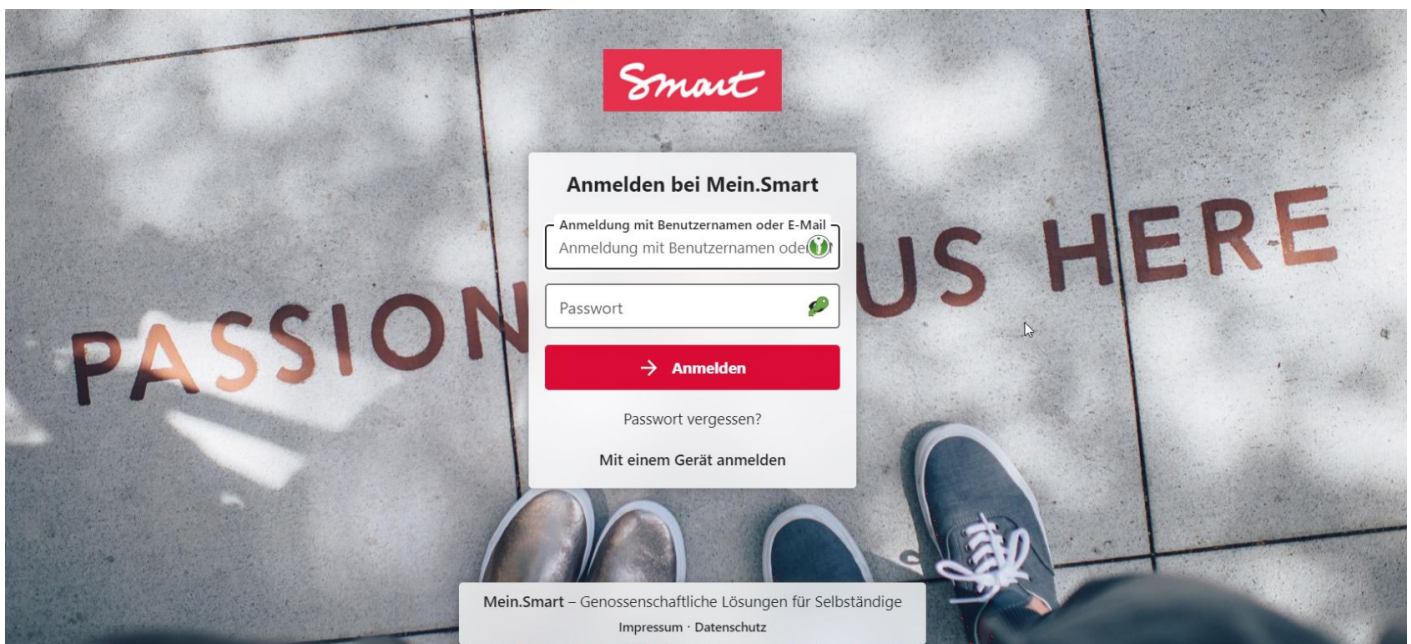 Smart
Anmelden bei Mein.Smart
Anmeldung mit Benutzernamen oder E-Mail
Anmeldung mit Benutzernamen oder
Passwort
PASSION US HERE
→ Anmelden
Passwort vergessen?
Mit einem Gerät anmelden
Mein.Smart – Genossenschaftliche Lösungen für Selbständige
Impressum · Datenschutz